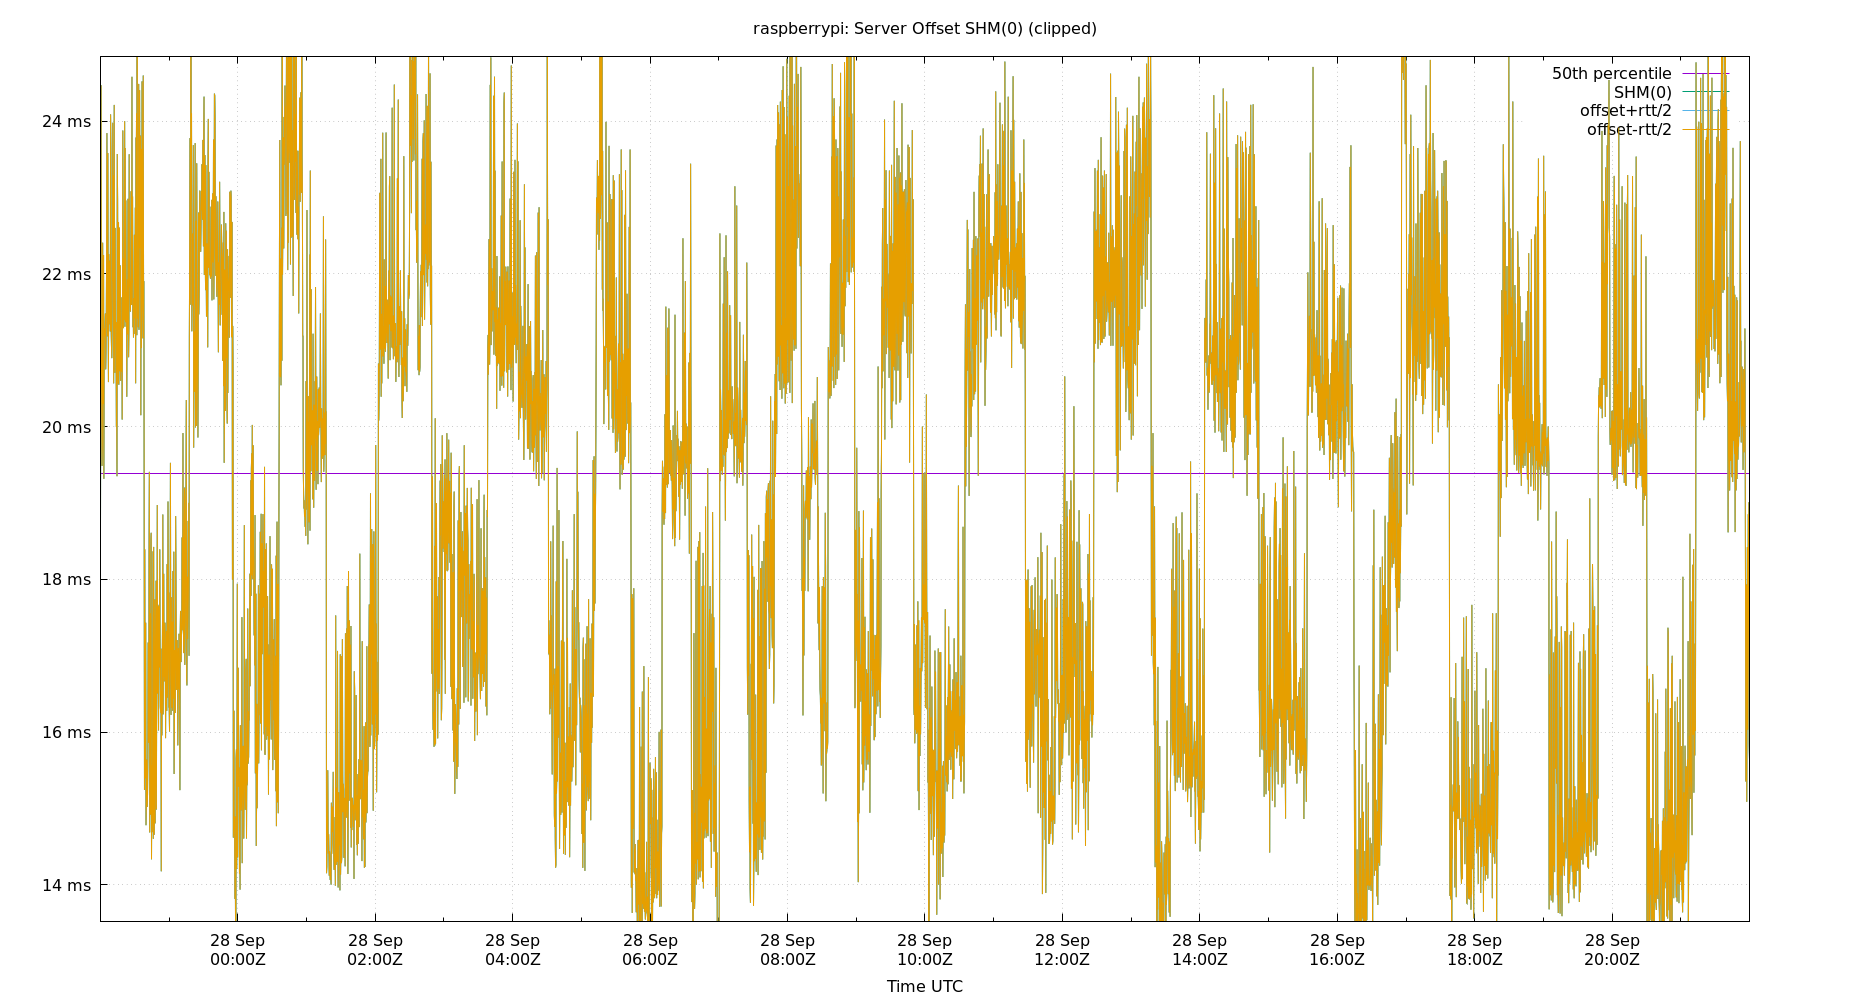 raspberrypi: Server Offset SHM(0) (clipped)
50th percentile
SHM(0)
offset+rtt/2
offset-rtt/2
24 ms
22 ms
20 ms
18 ms
16 ms
14 ms
28 Sep 28 Sep 28 Sep 28 Sep 28 Sep 28 Sep 28 Sep 28 Sep 28 Sep 28 Sep 28 Sep
00:00Z 02:00Z 04:00Z 06:00Z 08:00Z 10:00Z 12:00Z 14:00Z 16:00Z 18:00Z 20:00Z
Time UTC